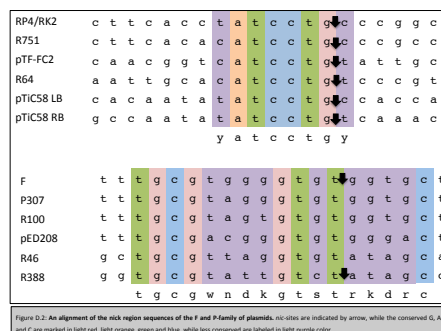 RP4/RK2 c t t c a c c t a t c c t g c c c g g c
R751 c t t c a c a c a t c c t g c c c g c c
pTF-FC2 c a a c g g t c a t c c t g t a t t g c
R64 a a t t g c a c a t c c t g t c c c g t
pTiC58 LB c a c a a t a t a t c c t g c c a c c a
pTiC58 RB g c c a a t a t a t c c t g t c a a a c
y a t c c t g y
F t t t g c g t g g g g t g t g g t g c t
P307 t t t g c g t a g g g t g t g g t g c t
R100 t t t g c g t a g t g t g t g g t g c t
pED208 t t t g c g a c g g g t g t g g g a c t
R46 g c t g c g t t a g g t g t a t a g c t
R388 g g t g c g t a t t g t c t a t a g c c
t g c g w n d k g t s t r k d r c
Figure D.2: An alignment of the nick region sequences of the F and P-family of plasmids. nic-sites are indicated by arrow, while the conserved G, A,
and C are marked in light red, light orange, green and blue, while less conserved are labeled in light purple color